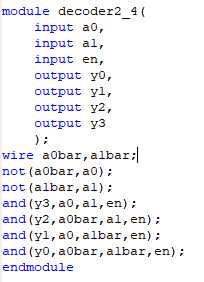 module decoder2_4(
input a0,
input a1,
input en,
output y0,
output y1,
output y2,
output y3
);
wire a0bar,a1bar;
not(a0bar,a0);
not(a1bar,a1);
and(y3,a0,a1,en);
and(y2,a0bar,a1,en);
and(y1,a0,a1bar,en);
and(y0,a0bar,a1bar,en);
endmodule